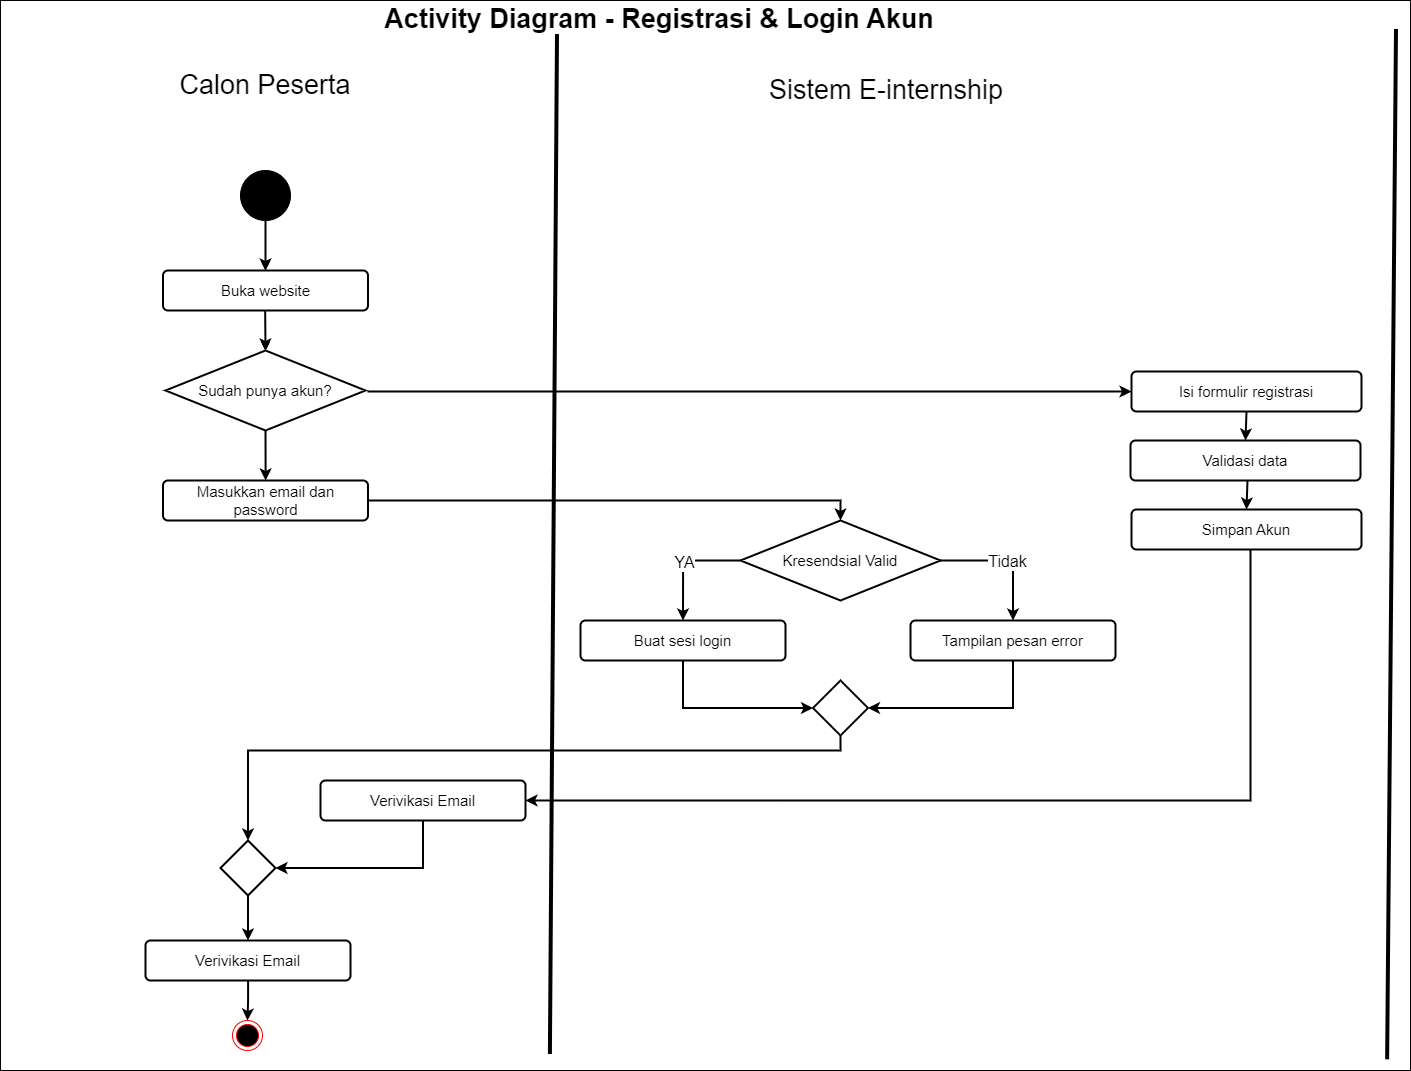 Activity Diagram - Registrasi & Login Akun
Calon Peserta
Sistem E-internship
Buka website
Sudah punya akun?
Isi formulir registrasi
Validasi data
Masukkan email dan
password
Simpan Akun
YA
Kresendsial Valid
Tidak
Buat sesi login
Tampilan pesan error
Verivikasi Email
Verivikasi Email